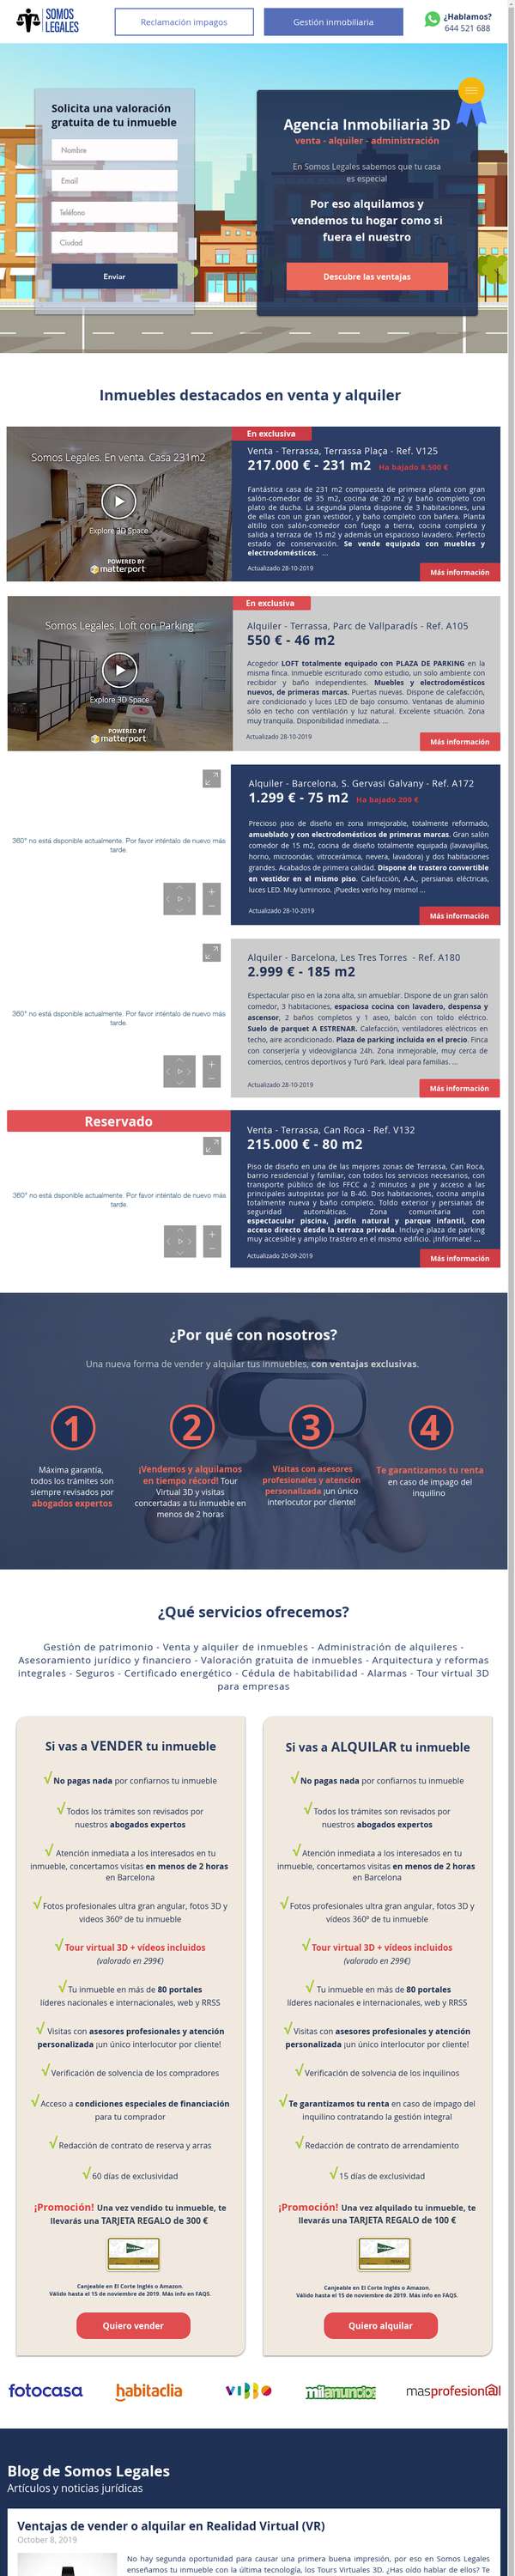 SOMOS
LEGALES
Reclamación impagos
Gestión inmobiliaria
¿Hablamos?
644 521 688
Solicita una valoración
gratuita de tu inmueble
Nombre
Email
Teléfono
Ciudad
Enviar
Agencia Inmobiliaria 3D
venta - alquiler - administración
En Somos Legales sabemos que tu casa
es especial
Por eso alquilamos y
vendemos tu hogar como si
fuera el nuestro
Descubre las ventajas
Inmuebles destacados en venta y alquiler
Somos Legales. En venta. Casa 231m2
Explore 3D Space
POWERED BY
matterport
En exclusiva
Venta - Terrassa, Terrassa Plaça - Ref. V125
217.000 € - 231 m2 Ha bajado 8.500 €
Fantástica casa de 231 m2 compuesta de primera planta con gran
salón-comedor de 35 m2, cocina de 20 m2 y baño completo con
plato de ducha. La segunda planta dispone de 3 habitaciones, una
de ellas con un gran vestidor, y baño completo con bañera. Planta
altillo con salón-comedor con fuego a tierra, cocina completa y
salida a terraza de 15 m2 y además un espacioso lavadero. Perfecto
estado de conservación. Se vende equipada con muebles y
electrodomésticos. ...
Actualizado 28-10-2019
Más información
Somos Legales. Loft con Parking
Explore 3D Space
POWERED BY
matterport
En exclusiva
Alquiler - Terrassa, Parc de Vallparadís - Ref. A105
550 € - 46 m2
Acogedor LOFT totalmente equipado con PLAZA DE PARKING en la
misma finca. Inmueble escriturado como estudio, un solo ambiente con
recibidor y baño independientes. Muebles y electrodomésticos
nuevos, de primeras marcas. Puertas nuevas. Dispone de calefacción,
aire condicionado y luces LED de bajo consumo. Ventanas de aluminio
sólo en techo con ventilación y luz natural. Excelente situación. Zona
muy tranquila. Disponibilidad inmediata. ...
Actualizado 28-10-2019
Más información
360° no está disponible actualmente. Por favor inténtalo de nuevo más
tarde.
Alquiler - Barcelona, S. Gervasi Galvany - Ref. A172
1.299 € - 75 m2 Ha bajado 200 €
Precioso piso de diseño en zona inmejorable, totalmente reformado,
amueblado y con electrodomésticos de primeras marcas. Gran salón
comedor de 15 m2, cocina de diseño totalmente equipada (lavavajillas,
horno, microondas, vitrocerámica, nevera, lavadora) y dos habitaciones
grandes. Acabados de primera calidad. Dispone de trastero convertible
en vestidor en el mismo piso. Calefacción, A.A., persianas eléctricas,
luces LED. Muy luminoso. ¡Puedes verlo hoy mismo! ...
Actualizado 28-10-2019
Más información
360° no está disponible actualmente. Por favor inténtalo de nuevo más
tarde.
Alquiler - Barcelona, Les Tres Torres - Ref. A180
2.999 € - 185 m2
Espectacular piso en la zona alta, sin amueblar. Dispone de un gran salón
comedor, 3 habitaciones, espaciosa cocina con lavadero, despensa y
ascensor, 2 baños completos y 1 aseo, balcón con toldo eléctrico.
Suelo de parquet A ESTRENAR. Calefacción, ventiladores eléctricos en
techo, aire acondicionado. Plaza de parking incluida en el precio. Finca
con conserjería y videovigilancia 24h. Zona inmejorable, muy cerca de
comercios, centros deportivos y Turó Park. Ideal para familias. ...
Actualizado 28-10-2019
Más información
Reservado
360° no está disponible actualmente. Por favor inténtalo de nuevo más
tarde.
Venta - Terrassa, Can Roca - Ref. V132
215.000 € - 80 m2
Piso de diseño en una de las mejores zonas de Terrassa, Can Roca,
barrio residencial y familiar, con todos los servicios necesarios, con
transporte público de los FFCC a 2 minutos a pie y acceso a las
principales autopistas por la B-40. Dos habitaciones, cocina amplia
totalmente nueva y baño completo. Toldo exterior y persianas de
seguridad automáticas. Zona comunitaria con
espectacular piscina, jardín natural y parque infantil, con
acceso directo desde la terraza privada. Incluye plaza de parking
muy accesible y amplio trastero en el mismo edificio. ¡Infórmate! ...
Actualizado 20-09-2019
Más información
¿Por qué con nosotros?
Una nueva forma de vender y alquilar tus inmuebles, con ventajas exclusivas.
1
2
3
4
Máxima garantía,
todos los trámites son
siempre revisados por
abogados expertos
¡Vendemos y alquilamos
en tiempo récord! Tour
Virtual 3D y visitas
concertadas a tu inmueble en
menos de 2 horas
Visitas con asesores
profesionales y atención
personalizada ¡un único
interlocutor por cliente!
Te garantizamos tu renta
en caso de impago del
inquilino
¿Qué servicios ofrecemos?
Gestión de patrimonio - Venta y alquiler de inmuebles - Administración de alquileres -
Asesoramiento jurídico y financiero - Valoración gratuita de inmuebles - Arquitectura y reformas
integrales - Seguros - Certificado energético - Cédula de habitabilidad - Alarmas - Tour virtual 3D
para empresas
Si vas a VENDER tu inmueble
√ No pagas nada por confiarnos tu inmueble
√ Todos los trámites son revisados por
nuestros abogados expertos
√ Atención inmediata a los interesados en tu
inmueble, concertamos visitas en menos de 2 horas
en Barcelona
√ Fotos profesionales ultra gran angular, fotos 3D y
vídeos 360º de tu inmueble
√ Tour virtual 3D + vídeos incluidos
(valorado en 299€)
√ Tu inmueble en más de 80 portales
líderes nacionales e internacionales, web y RRSS
√ Visitas con asesores profesionales y atención
personalizada ¡un único interlocutor por cliente!
√ Verificación de solvencia de los compradores
√ Acceso a condiciones especiales de financiación
para tu comprador
√ Redacción de contrato de reserva y arras
√ 60 días de exclusividad
¡Promoción! Una vez vendido tu inmueble, te
llevarás una TARJETA REGALO de 300 €
Canjeable en El Corte Inglés o Amazon.
Válido hasta el 15 de noviembre de 2019. Más info en FAQS.
Quiero vender
Si vas a ALQUILAR tu inmueble
√ No pagas nada por confiarnos tu inmueble
√ Todos los trámites son revisados por
nuestros abogados expertos
√ Atención inmediata a los interesados en tu
inmueble, concertamos visitas en menos de 2 horas
en Barcelona
√ Fotos profesionales ultra gran angular, fotos 3D y
vídeos 360º de tu inmueble
√ Tour virtual 3D + vídeos incluidos
(valorado en 299€)
√ Tu inmueble en más de 80 portales
líderes nacionales e internacionales, web y RRSS
√ Visitas con asesores profesionales y atención
personalizada ¡un único interlocutor por cliente!
√ Verificación de solvencia de los inquilinos
√ Te garantizamos tu renta en caso de impago del
inquilino contratando la gestión integral
√ Redacción de contrato de arrendamiento
√ 15 días de exclusividad
¡Promoción! Una vez alquilado tu inmueble, te
llevarás una TARJETA REGALO de 100 €
Canjeable en El Corte Inglés o Amazon.
Válido hasta el 15 de noviembre de 2019. Más info en FAQS.
Quiero alquilar
fotocasa
habitaclia
VIBBO
milanuncios
masprofesion@l
Blog de Somos Legales
Artículos y noticias jurídicas
Ventajas de vender o alquilar en Realidad Virtual (VR)
October 8, 2019
No hay segunda oportunidad para causar una primera buena impresión, por eso en Somos Legales
enseñamos tu inmueble con la última tecnología, los Tours Virtuales 3D. ¿Has oído hablar de ellos? Te